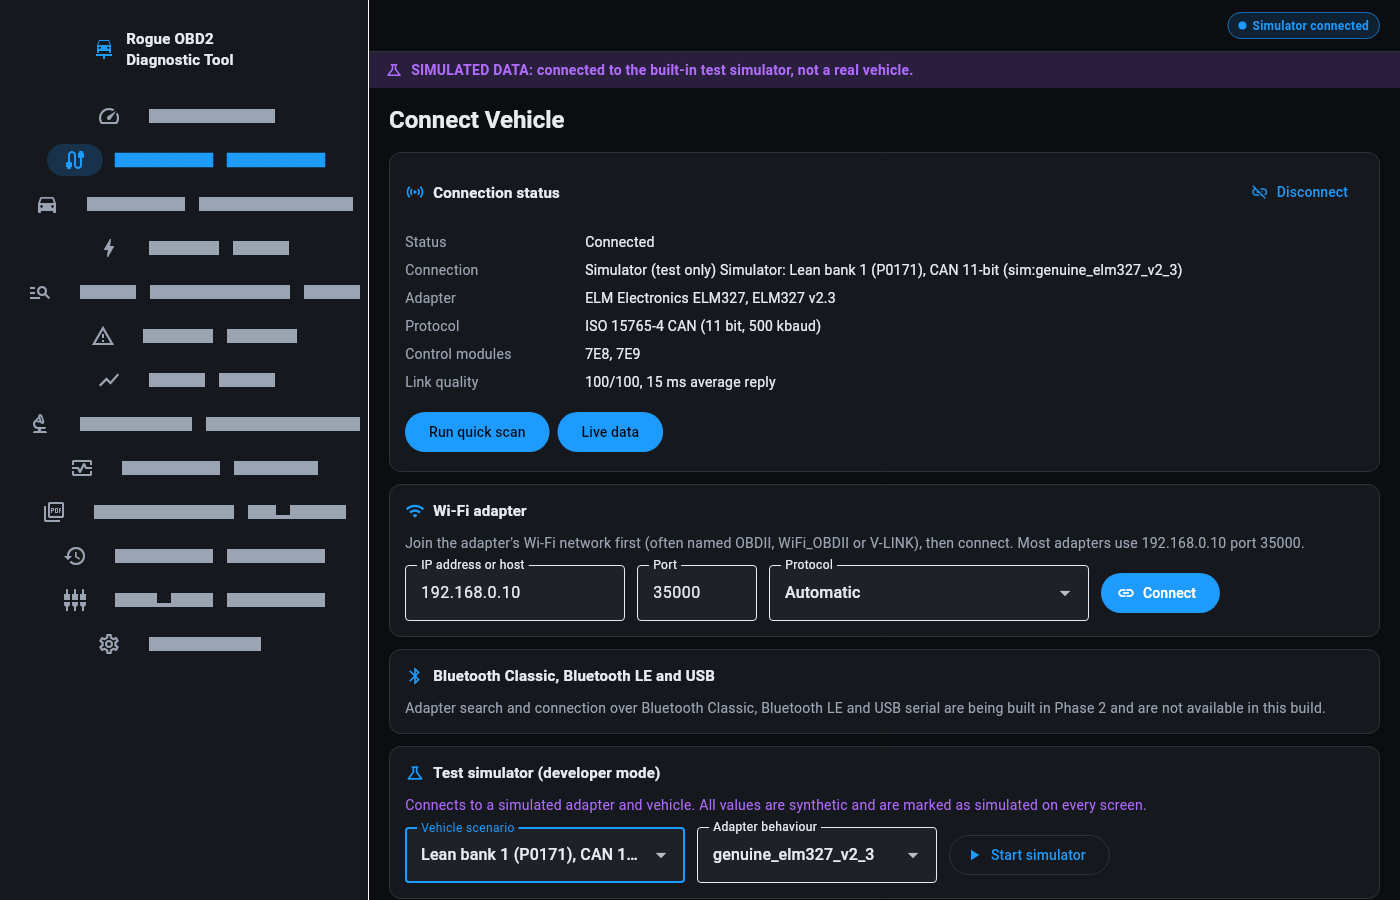 Rogue OBD2
Diagnostic Tool
Simulator connected
SIMULATED DATA: connected to the built-in test simulator, not a real vehicle.
Connect Vehicle
Connection status
Disconnect
Status Connected
Connection Simulator (test only) Simulator: Lean bank 1 (P0171), CAN 11-bit (sim:genuine_elm327_v2_3)
Adapter ELM Electronics ELM327, ELM327 v2.3
Protocol ISO 15765-4 CAN (11 bit, 500 kbaud)
Control modules 7E8, 7E9
Link quality 100/100, 15 ms average reply
Run quick scan Live data
Wi-Fi adapter
Join the adapter's Wi-Fi network first (often named OBDII, WiFi_OBDII or V-LINK), then connect. Most adapters use 192.168.0.10 port 35000.
IP address or host Port Protocol
192.168.0.10 35000 Automatic Connect
Bluetooth Classic, Bluetooth LE and USB
Adapter search and connection over Bluetooth Classic, Bluetooth LE and USB serial are being built in Phase 2 and are not available in this build.
Test simulator (developer mode)
Connects to a simulated adapter and vehicle. All values are synthetic and are marked as simulated on every screen.
Vehicle scenario Adapter behaviour
Lean bank 1 (P0171), CAN 1... genuine_elm327_v2_3 Start simulator
PDF